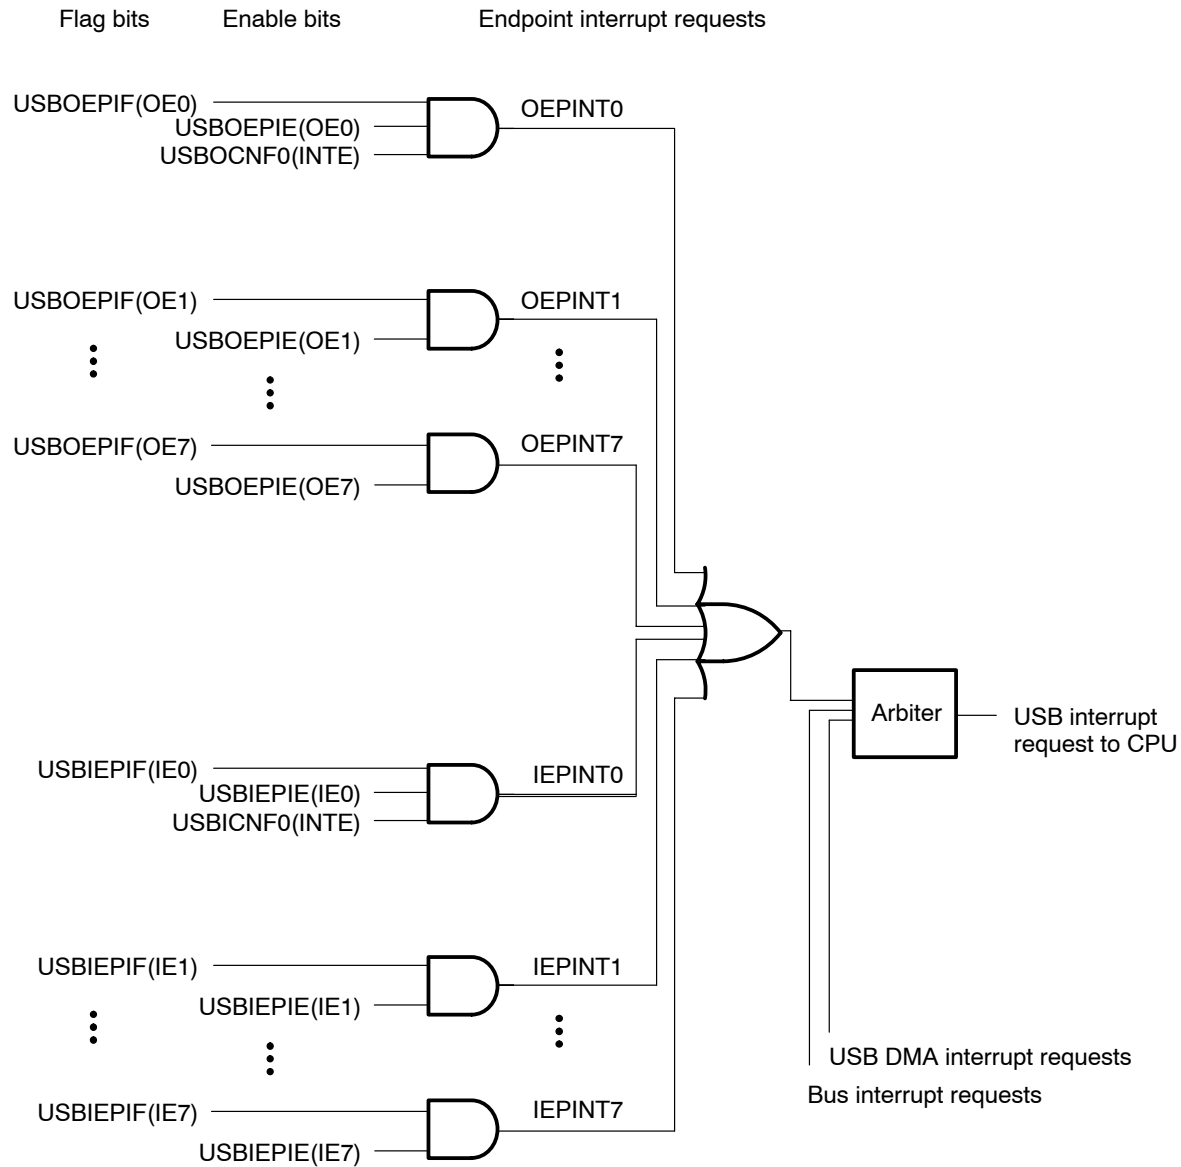 Flag bits
Enable bits
Endpoint interrupt requests
USBOEPIF(OE0)
USBOEPIE(OE0)
USBOCNF0(INTE)
OEPINT0
USBOEPIF(OE1)
USBOEPIE(OE1)
OEPINT1
USBOEPIF(OE7)
USBOEPIE(OE7)
OEPINT7
Arbiter
USB interrupt
request to CPU
USBIEPIF(IE0)
USBIEPIE(IE0)
USBICNF0(INTE)
IEPINT0
USBIEPIF(IE1)
USBIEPIE(IE1)
IEPINT1
USB DMA interrupt requests
Bus interrupt requests
USBIEPIF(IE7)
USBIEPIE(IE7)
IEPINT7